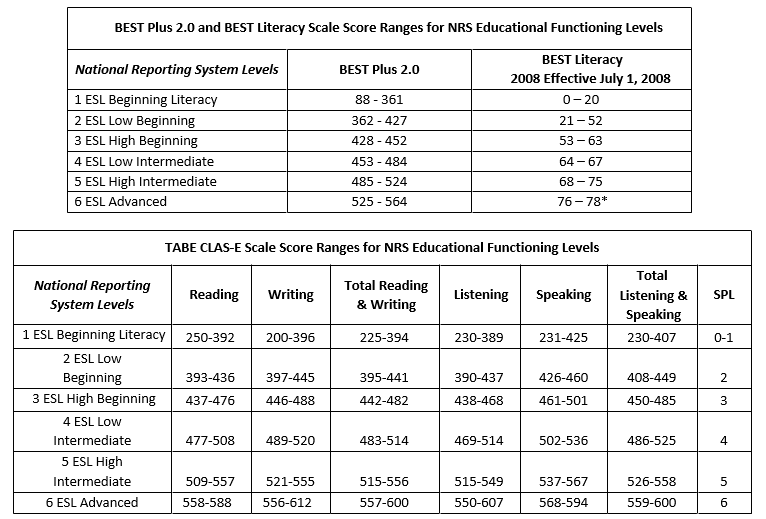 BEST Plus 2.0 and BEST Literacy Scale Score Ranges for NRS Educational Functioning Levels
National Reporting System Levels BEST Plus 2.0 BEST Literacy
2008 Effective July 1, 2008
1 ESL Beginning Literacy 88 - 361 0 – 20
2 ESL Low Beginning 362 - 427 21 – 52
3 ESL High Beginning 428 - 452 53 – 63
4 ESL Low Intermediate 453 - 484 64 – 67
5 ESL High Intermediate 485 - 524 68 – 75
6 ESL Advanced 525 - 564 76 – 78*
TABE CLAS-E Scale Score Ranges for NRS Educational Functioning Levels
National Reporting
System Levels Reading Writing Total Reading
& Writing Listening Speaking Total
Listening &
Speaking SPL
1 ESL Beginning Literacy 250-392 200-396 225-394 230-389 231-425 230-407 0-1
2 ESL Low
Beginning 393-436 397-445 395-441 390-437 426-460 408-449 2
3 ESL High Beginning 437-476 446-488 442-482 438-468 461-501 450-485 3
4 ESL Low
Intermediate 477-508 489-520 483-514 469-514 502-536 486-525 4
5 ESL High
Intermediate 509-557 521-555 515-556 515-549 537-567 526-558 5
6 ESL Advanced 558-588 556-612 557-600 550-607 568-594 559-600 6